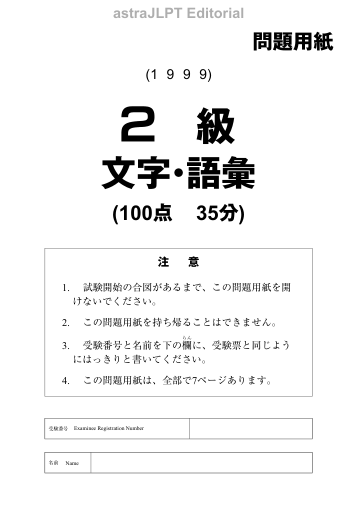 astraJLPT Editorial
問題用紙
(1 9 9 9)
2 級
文字・語彙
(100点 35分)
注 意
1. 試験開始の合図があるまで、この問題用紙を開
けないでください。
2. この問題用紙を持ち帰ることはできません。
3. 受験番号と名前を下の欄に、受験票と同じよう
らん
にはっきりと書いてください。
4. この問題用紙は、全部で7ページあります。
受験番号 Examinee Registration Number
名前 Name